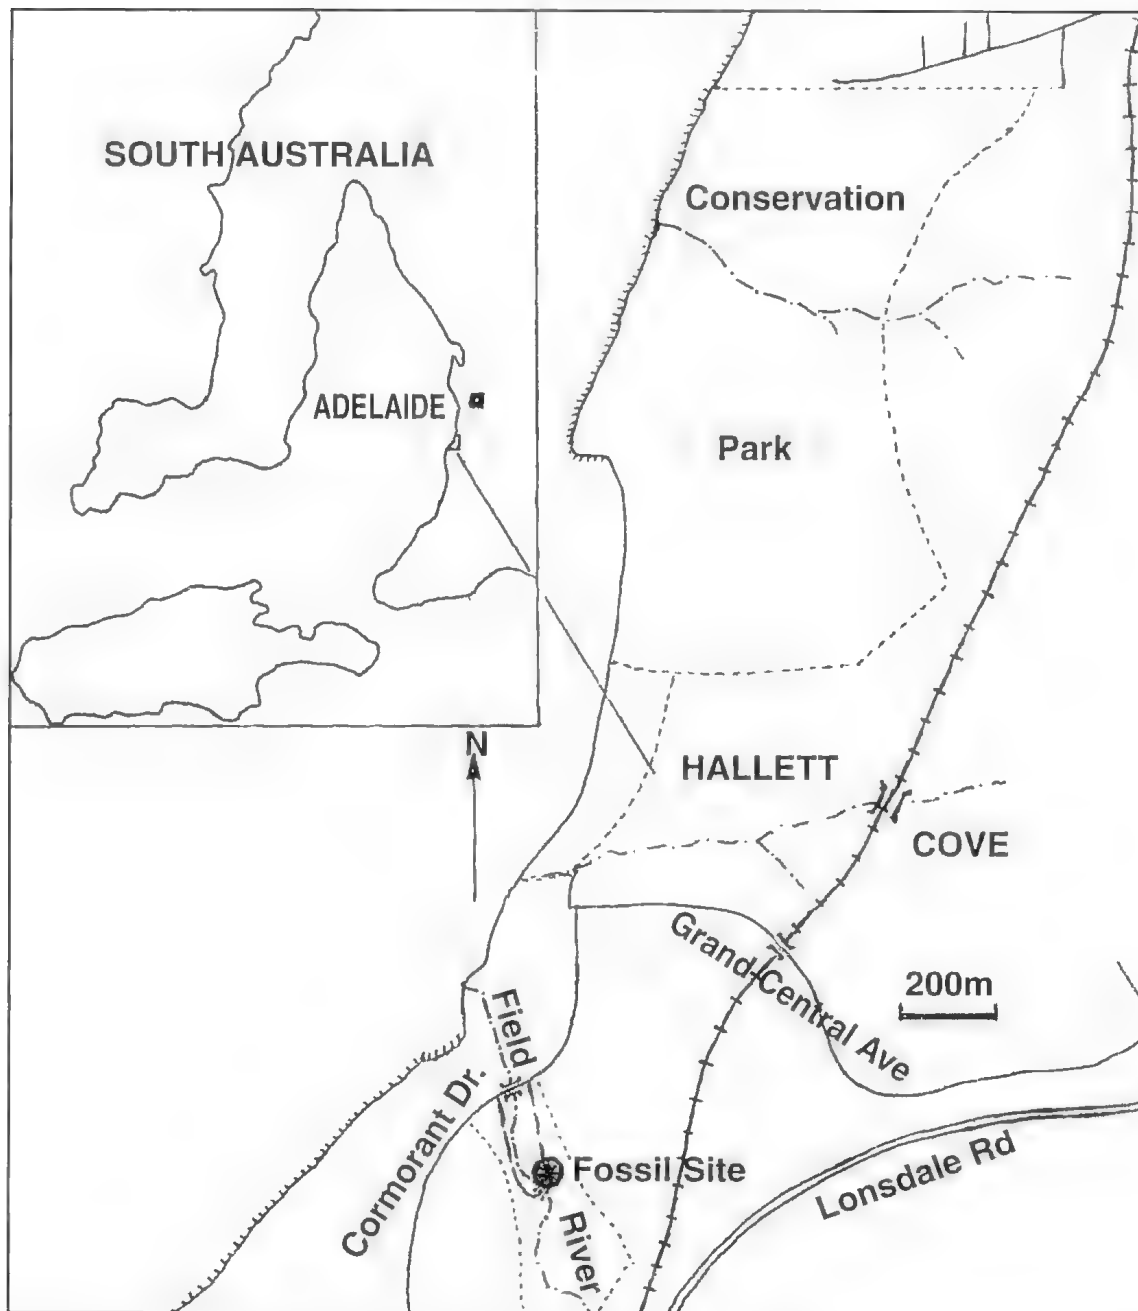 SOUTH AUSTRALIA
ADELAIDE
N
Conservation
Park
HALLETT
COVE
Grand Central Ave
200m
Field
Cormorant Dr.
Fossil Site
River
Lonsdale Rd